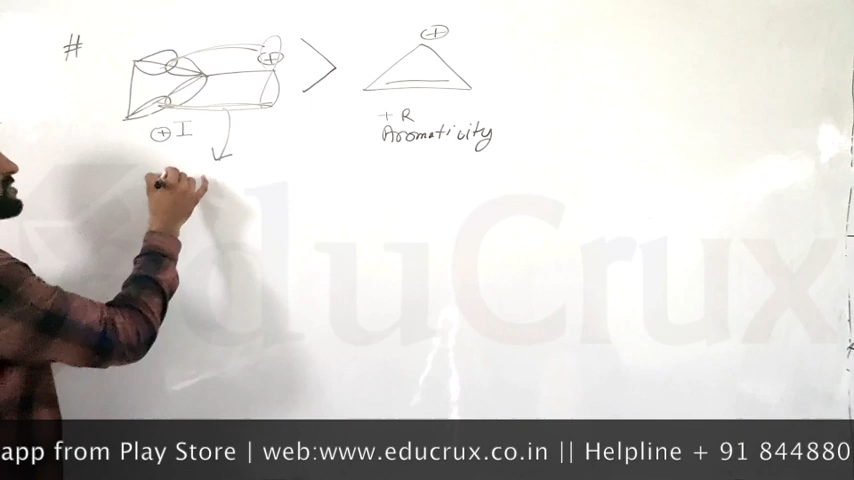 #
+
+
+ I
+ R
Aromaticity
EduCrux
app from Play Store | web:www.educrux.co.in || Helpline + 91 844880